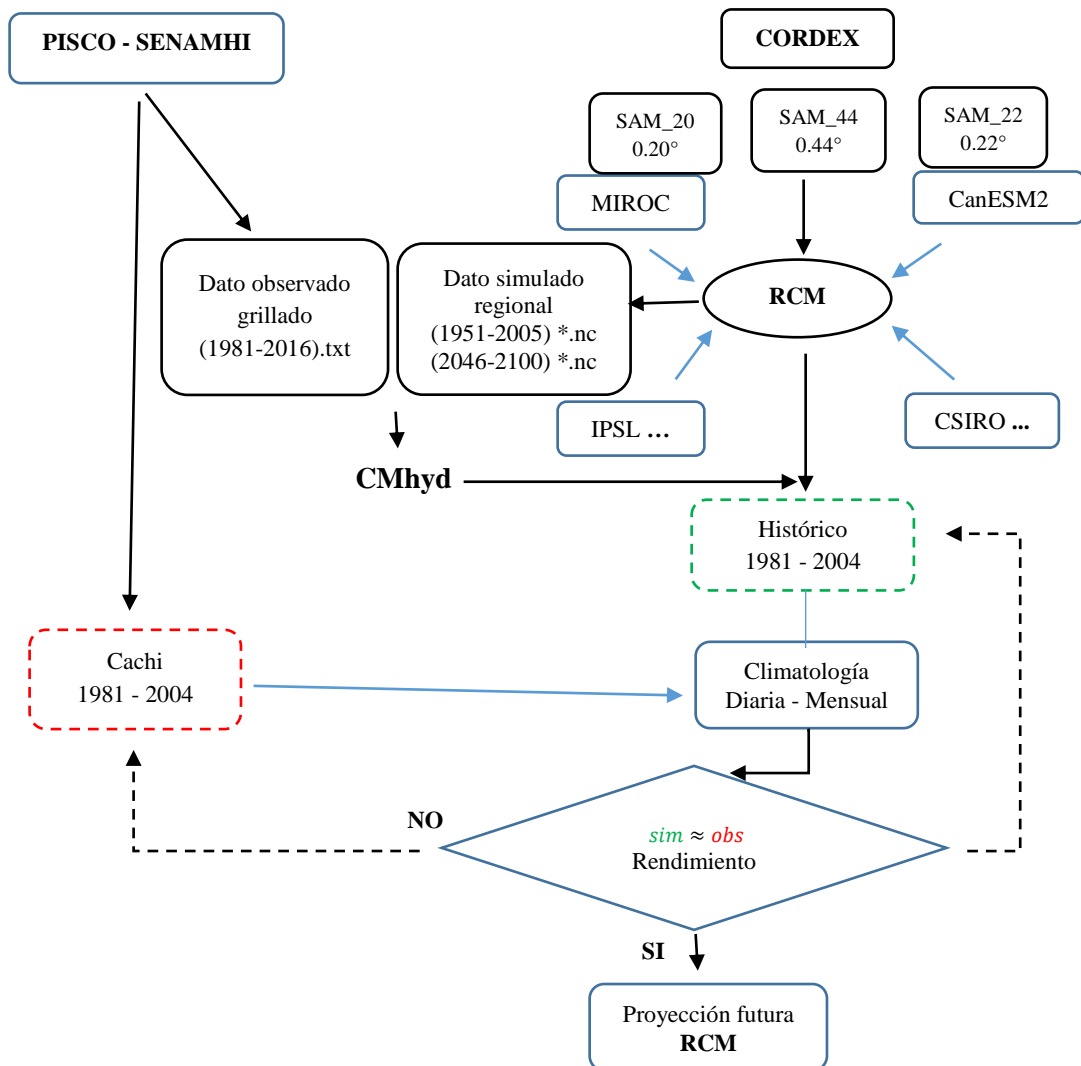 PISCO - SENAMHI
CORDEX
SAM_20
0.20°
SAM_44
0.44°
SAM_22
0.22°
MIROC
CanESM2
Dato observado
grillado
(1981-2016).txt
Dato simulado
regional
(1951-2005) *.nc
(2046-2100) *.nc
RCM
IPSL ...
CSIRO ...
CMhyd
Histórico
1981 - 2004
Cachi
1981 - 2004
Climatología
Diaria - Mensual
NO
sim ≈ obs
Rendimiento
SI
Proyección futura
RCM